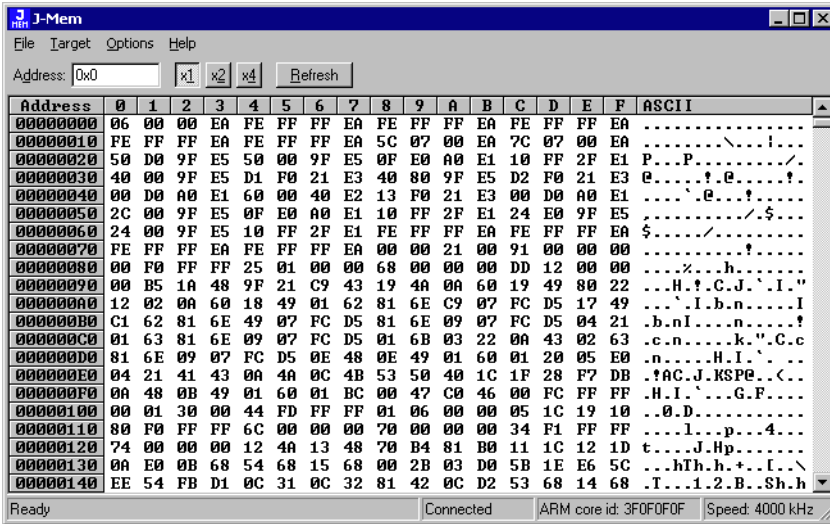 J-Mem
File Target Options Help
Address: 0x0 x1 x2 x4 Refresh
Address 0 1 2 3 4 5 6 7 8 9 A B C D E F ASCII
00000000 06 00 00 EA FE FF FF EA FE FF FF EA FE FF FF EA ................
00000010 FE FF FF EA FE FF FF EA 5C 07 00 EA 7C 07 00 EA ........\...|...
00000020 50 D0 9F E5 50 00 9F E5 0F E0 A0 E1 10 FF 2F E1 P...P........./.
00000030 40 00 9F E5 D1 F0 21 E3 40 80 9F E5 D2 F0 21 E3 @.....!.@.....!.
00000040 00 D0 A0 E1 60 00 40 E2 13 F0 21 E3 00 D0 A0 E1 ....`.@...!.....
00000050 2C 00 9F E5 0F E0 A0 E1 10 FF 2F E1 24 E0 9F E5 ,........./.$...
00000060 24 00 9F E5 10 FF 2F E1 FE FF FF EA FE FF FF EA $...../.........
00000070 FE FF FF EA FE FF FF EA 00 00 21 00 91 00 00 00 ..........!.....
00000080 00 F0 FF FF 25 01 00 00 68 00 00 00 DD 12 00 00 ....%...h.......
00000090 00 B5 1A 48 9F 21 C9 43 19 4A 0A 60 19 49 80 22 ...H.!.C.J.`.I."
000000A0 12 02 0A 60 18 49 01 62 81 6E C9 07 FC D5 17 49 ...`.I.b.n.....I
000000B0 C1 62 81 6E 49 07 FC D5 81 6E 09 07 FC D5 04 21 .b.nI....n.....!
000000C0 01 63 81 6E 09 07 FC D5 01 6B 03 22 0A 43 02 63 .c.n.....k.".C.c
000000D0 81 6E 09 07 FC D5 0E 48 0E 49 01 60 01 20 05 E0 .n.....H.I.`. ..
000000E0 04 21 41 43 0A 4A 0C 4B 53 50 40 1C 1F 28 F7 DB .!AC.J.KSP@..(..
000000F0 0A 48 0B 49 01 60 01 BC 00 47 C0 46 00 FC FF FF .H.I.`...G.F....
00000100 00 01 30 00 44 FD FF FF 01 06 00 00 05 1C 19 10 ..0.D...........
00000110 80 F0 FF FF 6C 00 00 00 70 00 00 00 34 F1 FF FF ....l...p...4...
00000120 74 00 00 00 12 4A 13 48 70 B4 81 B0 11 1C 12 1D t....J.Hp.......
00000130 0A E0 0B 68 54 68 15 68 00 2B 03 D0 5B 1E E6 5C ...hTh.h.+..[..\
00000140 EE 54 FB D1 0C 31 0C 32 81 42 0C D2 53 68 14 68 .T...1.2.B..Sh.h
Ready Connected ARM core id: 3F0F0F0F Speed: 4000 kHz